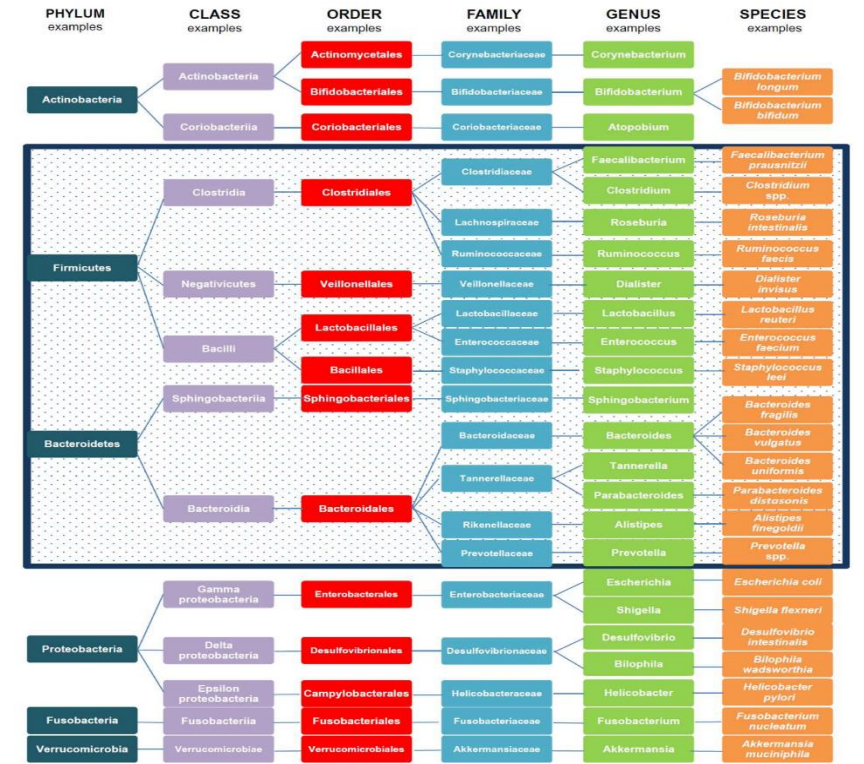 PHYLUM CLASS ORDER FAMILY GENUS SPECIES
examples examples examples examples examples examples
Actinobacteria
Actinobacteria
Actinomycetales
Corynebacteriaceae
Corynebacterium
Bifidobacteriales
Bifidobacteriaceae
Bifidobacterium
Bifidobacterium
longum
Bifidobacterium
bifidum
Coriobacteriia
Coriobacteriales
Coriobacteriaceae
Atopobium
Firmicutes
Clostridia
Clostridiales
Clostridiaceae
Faecalibacterium
Faecalibacterium
prausnitzii
Clostridium
Clostridium
spp.
Lachnospiraceae
Roseburia
Roseburia
intestinalis
Ruminococcaceae
Ruminococcus
Ruminococcus
faecis
Negativicutes
Veillonellales
Veillonellaceae
Dialister
Dialister
invisus
Bacilli
Lactobacillales
Lactobacillaceae
Lactobacillus
Lactobacillus
reuteri
Enterococcaceae
Enterococcus
Enterococcus
faecium
Bacillales
Staphylococcaceae
Staphylococcus
Staphylococcus
leei
Bacteroidetes
Sphingobacteriia
Sphingobacteriales
Sphingobacteriaceae
Sphingobacterium
Bacteroidia
Bacteroidales
Bacteroidaceae
Bacteroides
Bacteroides
fragilis
Bacteroides
vulgatus
Bacteroides
uniformis
Tannerellaceae
Tannerella
Parabacteroides
Parabacteroides
distasonis
Rikenellaceae
Alistipes
Alistipes
finegoldii
Prevotellaceae
Prevotella
Prevotella
spp.
Proteobacteria
Gamma
proteobacteria
Enterobacterales
Enterobacteriaceae
Escherichia
Escherichia coli
Shigella
Shigella flexneri
Delta
proteobacteria
Desulfovibrionales
Desulfovibrionaceae
Desulfovibrio
Desulfovibrio
intestinalis
Bilophila
Bilophila
wadsworthia
Epsilon
proteobacteria
Campylobacterales
Helicobacteraceae
Helicobacter
Helicobacter
pylori
Fusobacteria
Fusobacteriia
Fusobacteriales
Fusobacteriaceae
Fusobacterium
Fusobacterium
nucleatum
Verrucomicrobia
Verrucomicrobiae
Verrucomicrobiales
Akkermansiaceae
Akkermansia
Akkermansia
muciniphila